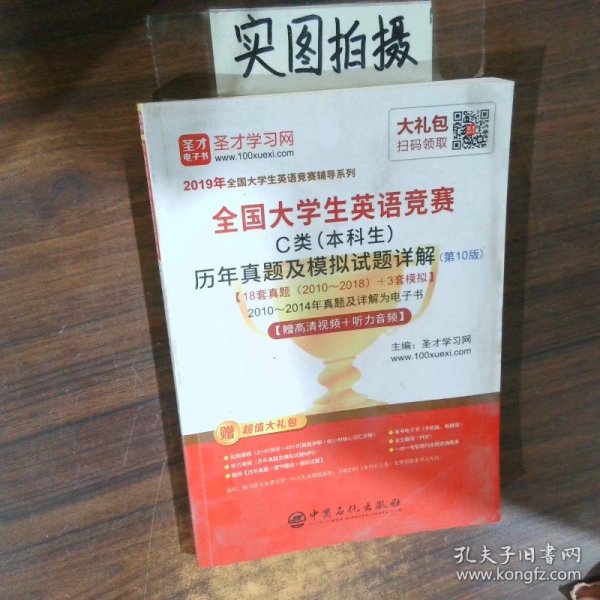 实图拍摄
圣才
电子书
圣才学习网
www.100xuexi.com
大礼包
扫码领取
2019年全国大学生英语竞赛辅导系列
全国大学生英语竞赛
C类(本科生)
历年真题及模拟试题详解(第10版)
【18套真题(2010～2018)+3套模拟】
2010～2014年真题及详解为电子书
【赠高清视频+听力音频】
主编:圣才学习网
www.100xuexi.com
赠 超值大礼包
中国石化出版社
孔夫子旧书网
www.kongfz.com